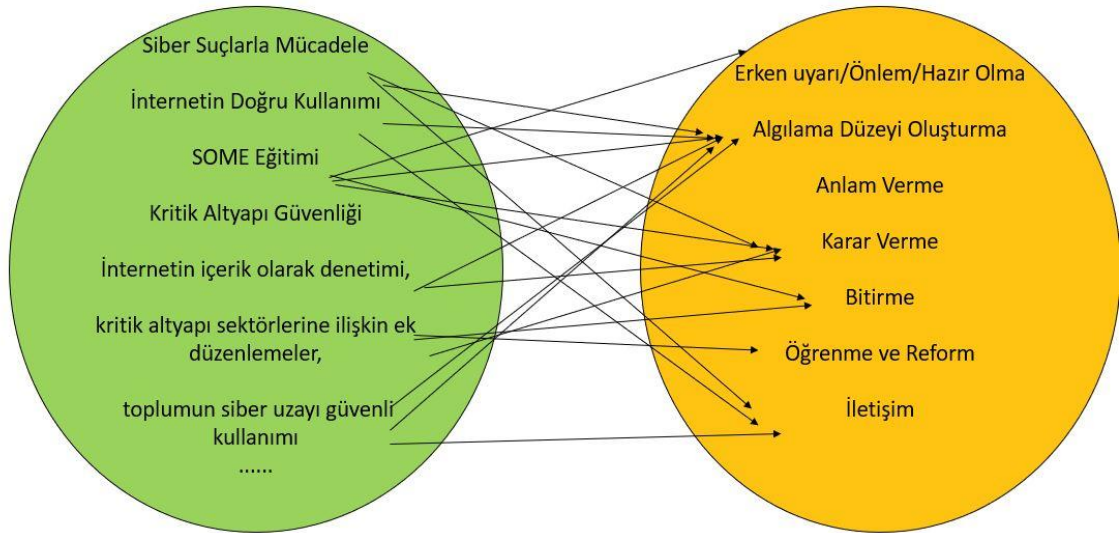 Siber Suçlarla Mücadele
İnternetin Doğru Kullanımı
SOME Eğitimi
Kritik Altyapı Güvenliği
İnternetin içerik olarak denetimi,
kritik altyapı sektörlerine ilişkin ek
düzenlemeler,
toplumun siber uzayı güvenli
kullanımı
......
Erken uyarı/Önlem/Hazır Olma
Algılama Düzeyi Oluşturma
Anlam Verme
Karar Verme
Bitirme
Öğrenme ve Reform
İletişim